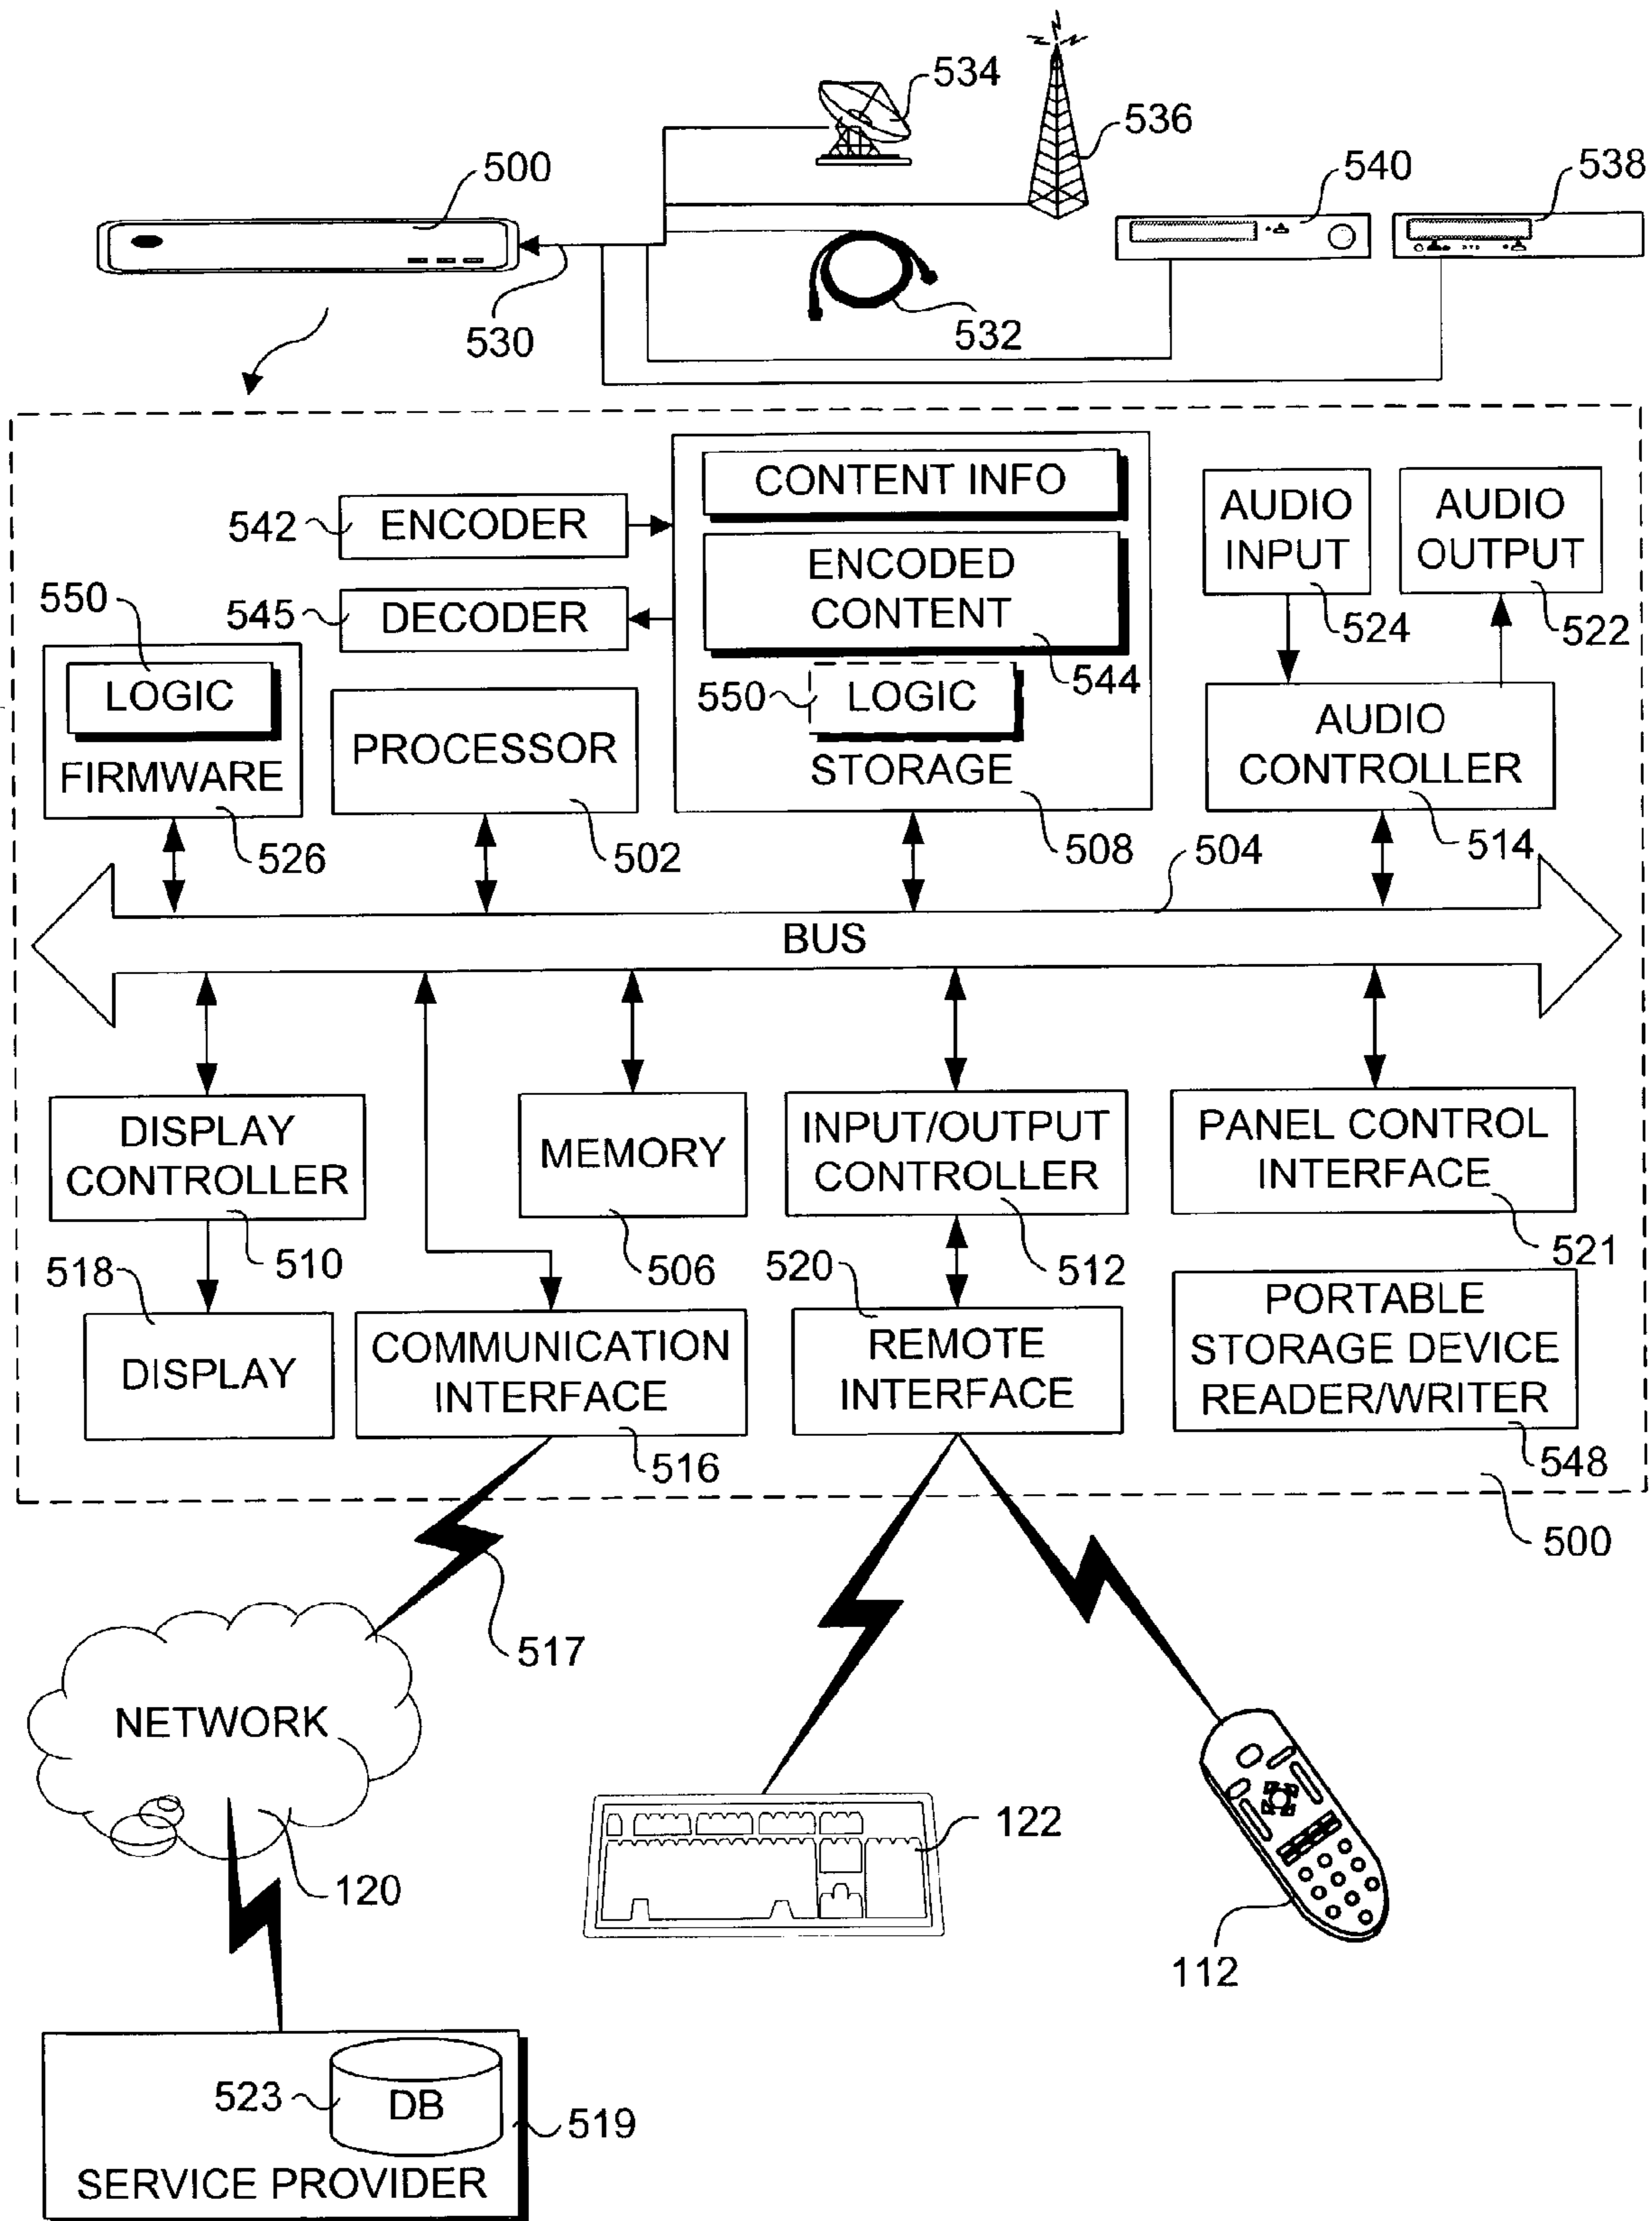 534
536
500
540
538
530
532
CONTENT INFO
542
ENCODER
ENCODED
CONTENT
AUDIO
INPUT
AUDIO
OUTPUT
550
545
DECODER
524
522
544
LOGIC
550
LOGIC
PROCESSOR
AUDIO
CONTROLLER
FIRMWARE
STORAGE
526
502
508
504
514
BUS
DISPLAY
CONTROLLER
MEMORY
INPUT/OUTPUT
CONTROLLER
PANEL CONTROL
INTERFACE
518
510
506
520
512
521
DISPLAY
COMMUNICATION
INTERFACE
REMOTE
INTERFACE
PORTABLE
STORAGE DEVICE
READER/WRITER
516
548
500
517
NETWORK
122
120
112
523
DB
519
SERVICE PROVIDER